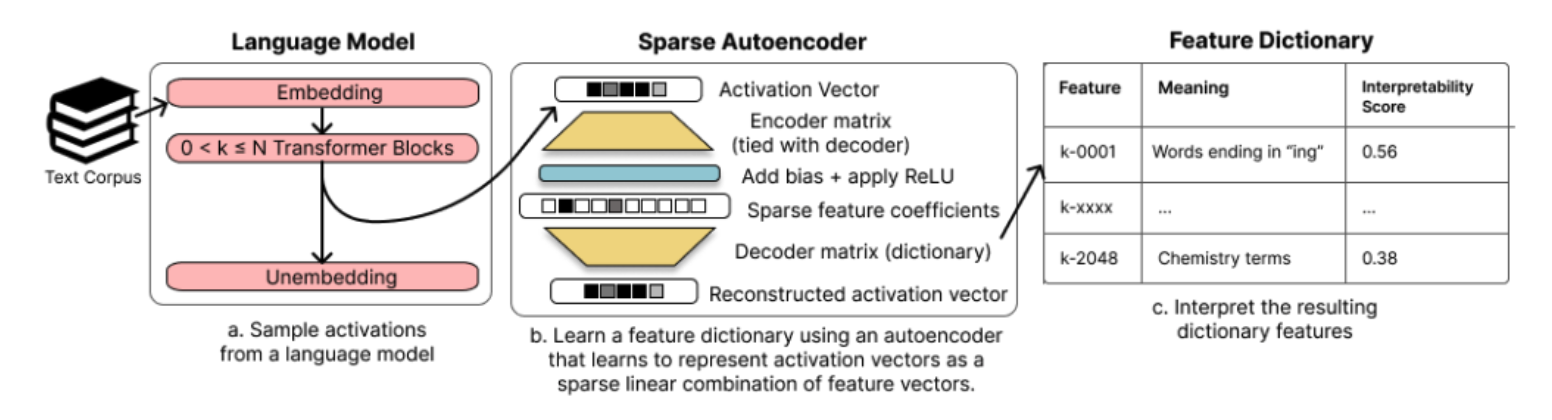 Language Model
Text Corpus
Embedding
0 < k ≤ N Transformer Blocks
Unembedding
a. Sample activations
from a language model
Sparse Autoencoder
Activation Vector
Encoder matrix
(tied with decoder)
Add bias + apply ReLU
Sparse feature coefficients
Decoder matrix (dictionary)
Reconstructed activation vector
b. Learn a feature dictionary using an autoencoder
that learns to represent activation vectors as a
sparse linear combination of feature vectors.
Feature Dictionary
Feature Meaning Interpretability
Score
k-0001 Words ending in “ing” 0.56
k-xxxx ... ...
k-2048 Chemistry terms 0.38
c. Interpret the resulting
dictionary features